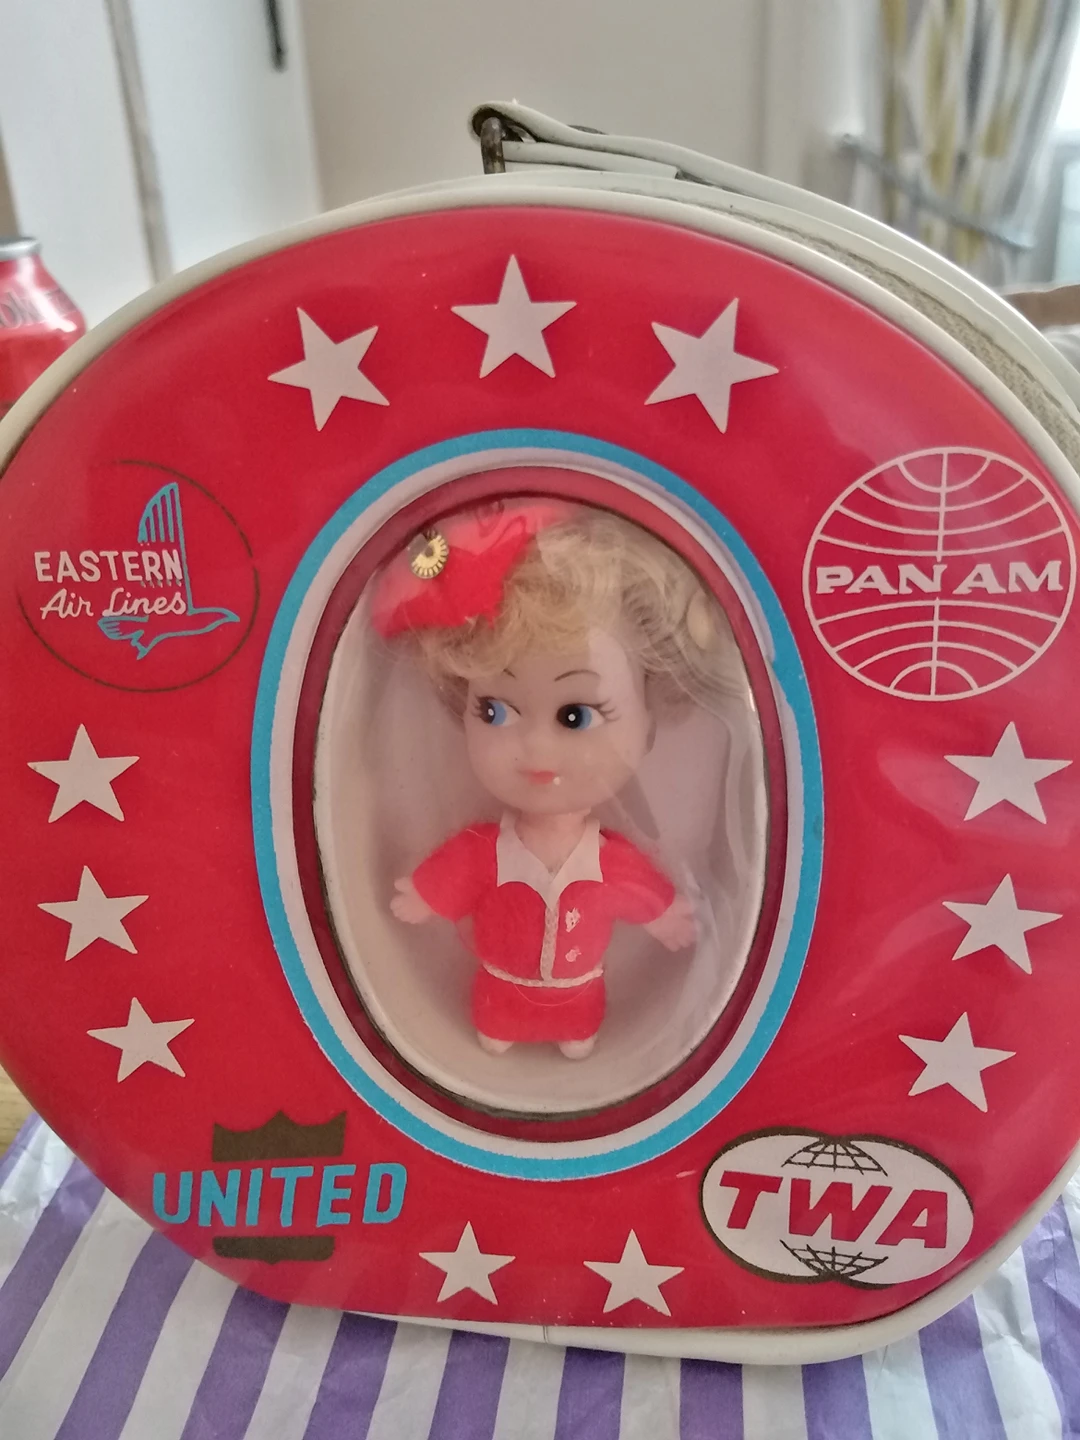 EASTERN
Air Lines
PAN AM
UNITED
TWA